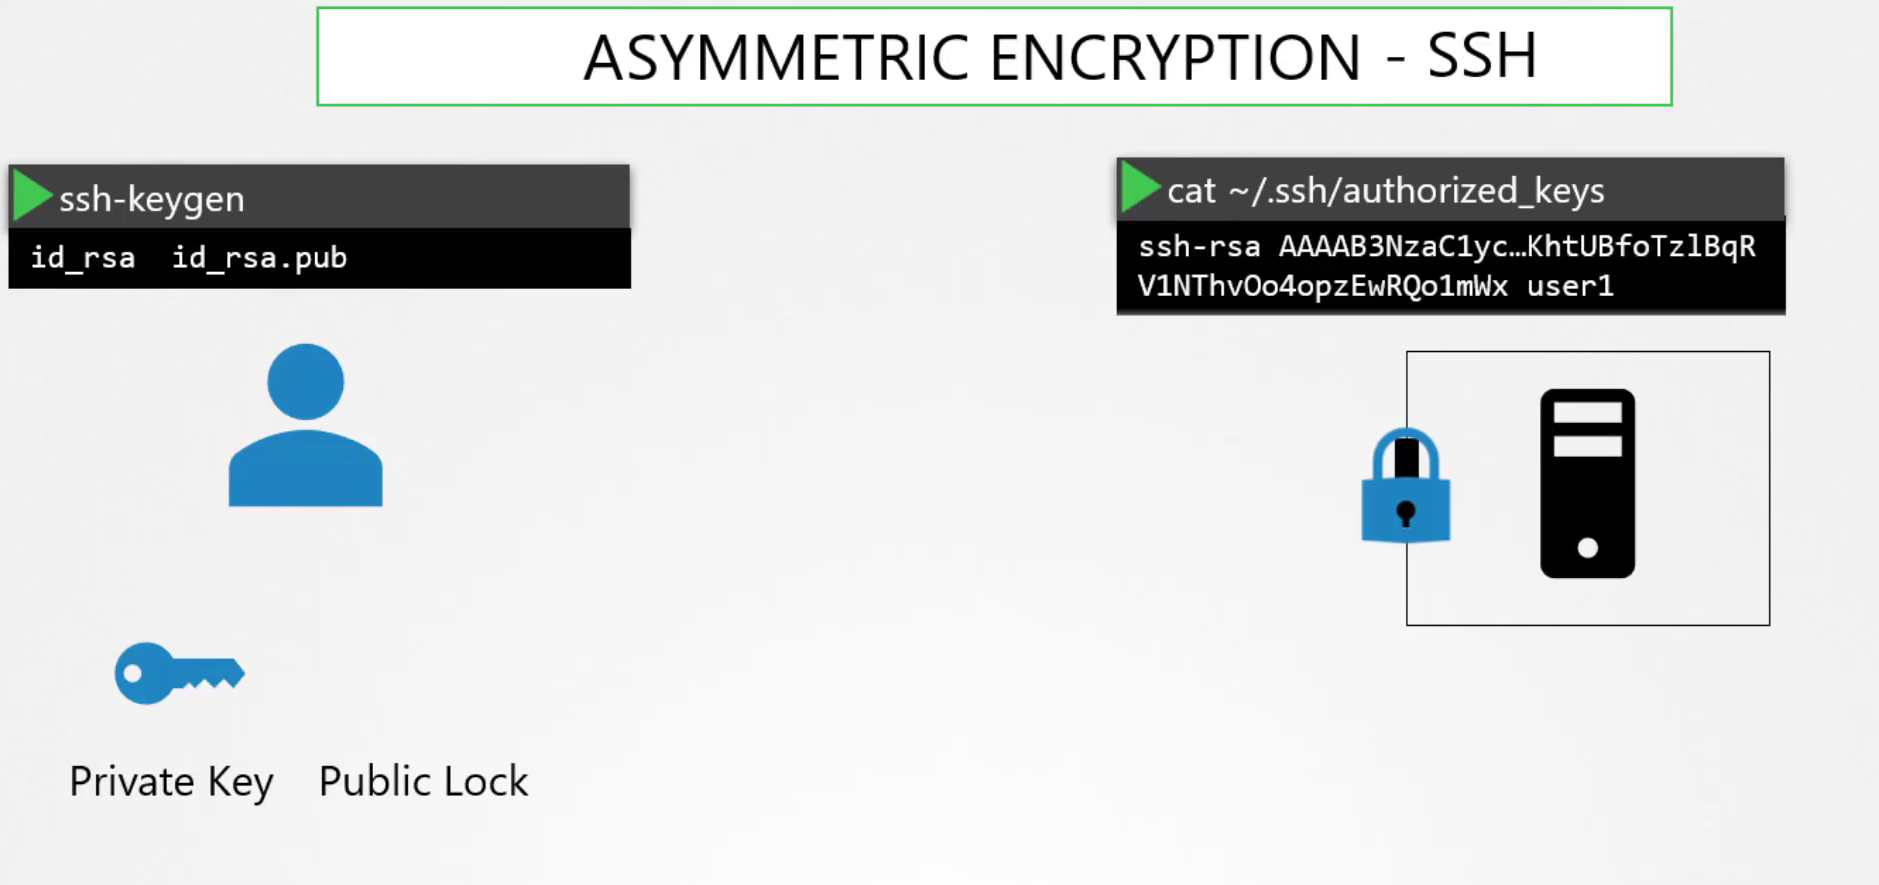 ASYMMETRIC ENCRYPTION - SSH
ssh-keygen
id_rsa id_rsa.pub
cat ~/.ssh/authorized_keys
ssh-rsa AAAAB3NzaC1yc…KhtUBfoTzlBqR
V1NThvOo4opzEwRQo1mWx user1
Private Key Public Lock